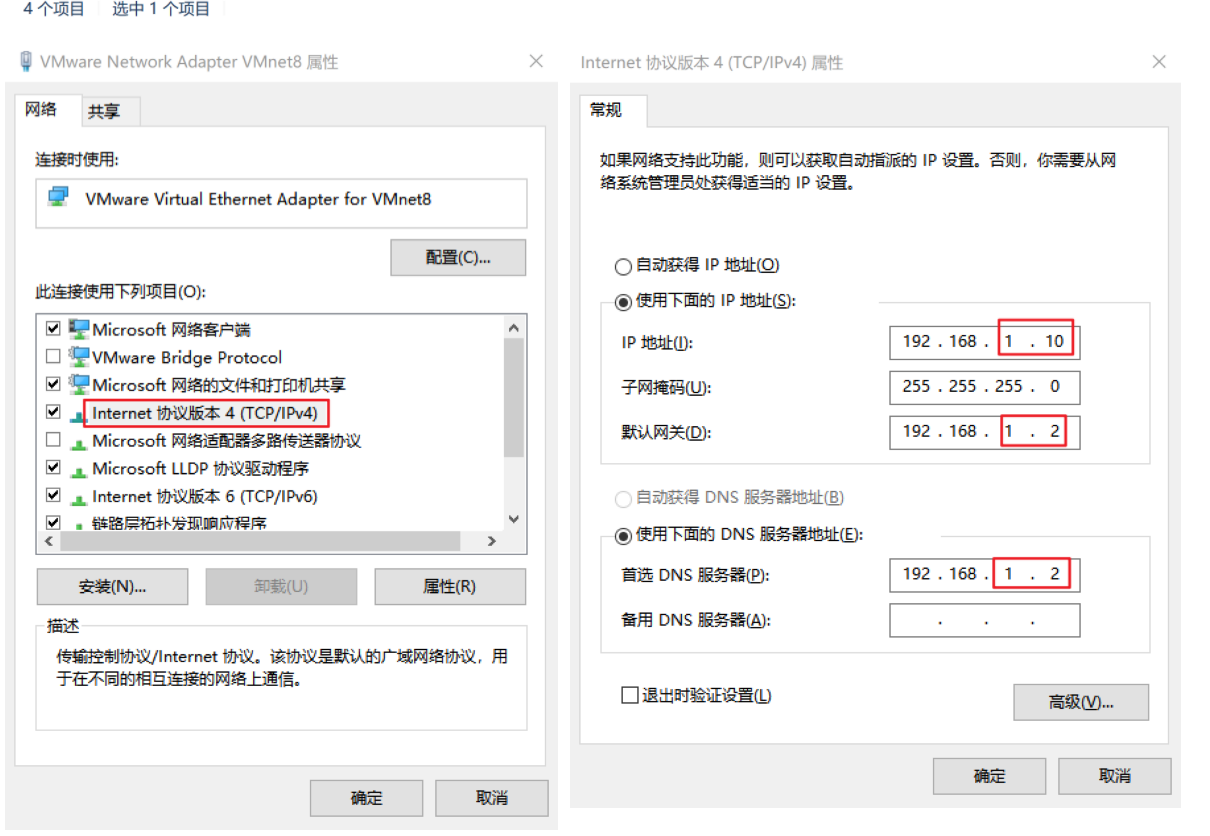 4 个项目 选中 1 个项目
VMware Network Adapter VMnet8 属性
网络 共享
连接时使用:
VMware Virtual Ethernet Adapter for VMnet8
配置(C)...
此连接使用下列项目(O):
Microsoft 网络客户端
VMware Bridge Protocol
Microsoft 网络的文件和打印机共享
Internet 协议版本 4 (TCP/IPv4)
Microsoft 网络适配器多路传送器协议
Microsoft LLDP 协议驱动程序
Internet 协议版本 6 (TCP/IPv6)
链路层拓扑发现响应程序
安装(N)... 卸载(U) 属性(R)
描述
传输控制协议/Internet 协议。该协议是默认的广域网络协议，用
于在不同的相互连接的网络上通信。
确定 取消
Internet 协议版本 4 (TCP/IPv4) 属性
常规
如果网络支持此功能，则可以获取自动指派的 IP 设置。否则，你需要从网
络系统管理员处获得适当的 IP 设置。
自动获得 IP 地址(O)
使用下面的 IP 地址(S):
IP 地址(I): 192 . 168 . 1 . 10
子网掩码(U): 255 . 255 . 255 . 0
默认网关(D): 192 . 168 . 1 . 2
自动获得 DNS 服务器地址(B)
使用下面的 DNS 服务器地址(E):
首选 DNS 服务器(P): 192 . 168 . 1 . 2
备用 DNS 服务器(A): . . .
退出时验证设置(L)
高级(V)...
确定 取消